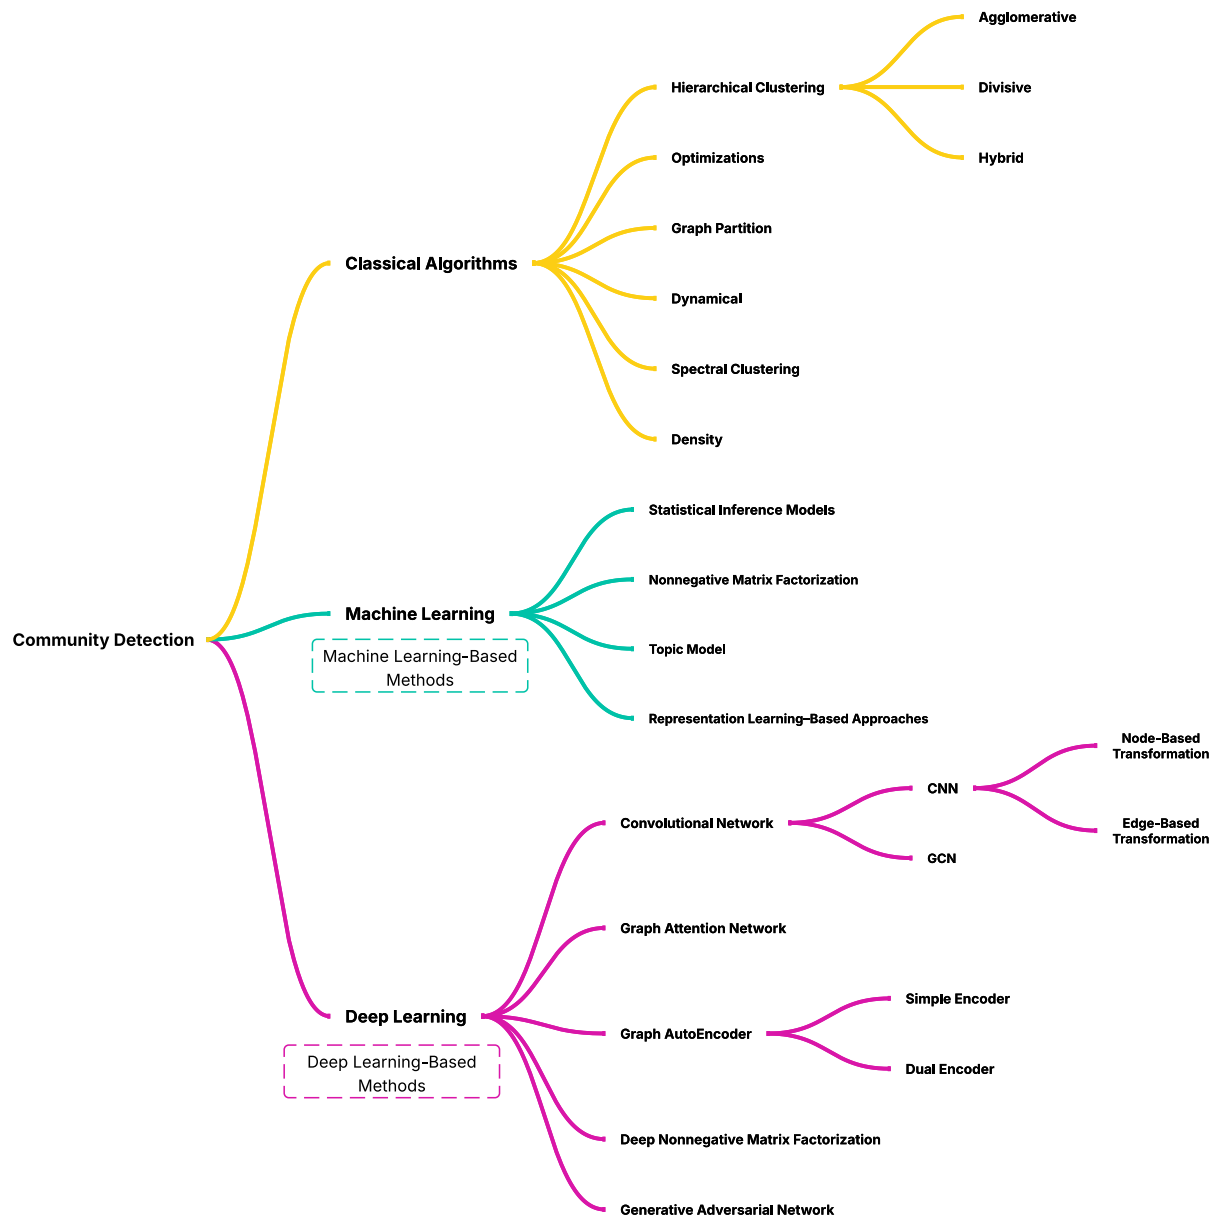 Agglomerative
Hierarchical Clustering
Divisive
Optimizations
Hybrid
Graph Partition
Classical Algorithms
Dynamical
Spectral Clustering
Density
Statistical Inference Models
Nonnegative Matrix Factorization
Machine Learning
Community Detection
Machine Learning-Based
Methods
Topic Model
Representation Learning–Based Approaches
Node-Based
Transformation
CNN
Convolutional Network
Edge-Based
Transformation
GCN
Graph Attention Network
Simple Encoder
Deep Learning
Graph AutoEncoder
Deep Learning-Based
Methods
Dual Encoder
Deep Nonnegative Matrix Factorization
Generative Adversarial Network